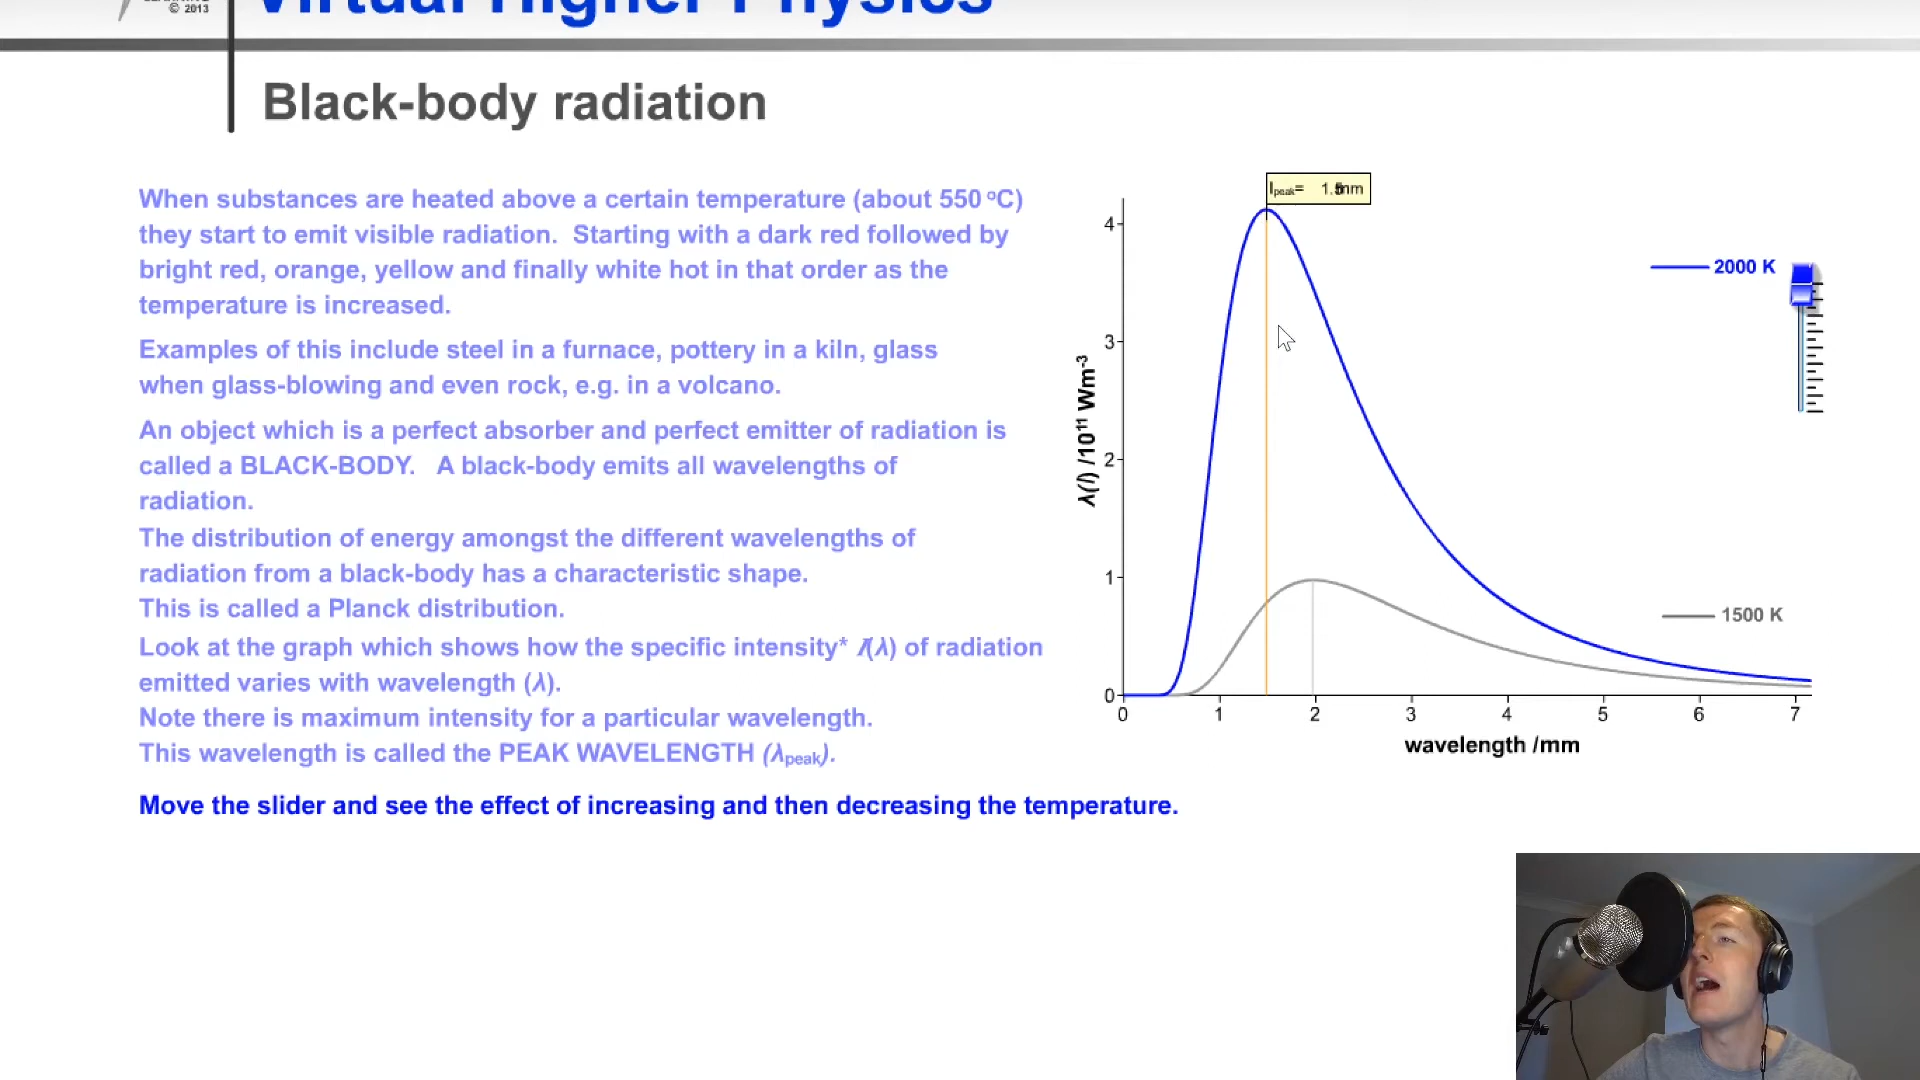 © 2013
Virtual Higher Physics
Black-body radiation
When substances are heated above a certain temperature (about 550 ºC)
they start to emit visible radiation. Starting with a dark red followed by
bright red, orange, yellow and finally white hot in that order as the
temperature is increased.
Examples of this include steel in a furnace, pottery in a kiln, glass
when glass-blowing and even rock, e.g. in a volcano.
An object which is a perfect absorber and perfect emitter of radiation is
called a BLACK-BODY. A black-body emits all wavelengths of
radiation.
The distribution of energy amongst the different wavelengths of
radiation from a black-body has a characteristic shape.
This is called a Planck distribution.
Look at the graph which shows how the specific intensity* I(λ) of radiation
emitted varies with wavelength (λ).
Note there is maximum intensity for a particular wavelength.
This wavelength is called the PEAK WAVELENGTH (λpeak).
Move the slider and see the effect of increasing and then decreasing the temperature.
lpeak=
4
3
2
1
0
λ(l) /10¹¹ Wm⁻³
0 1 2 3 4 5 6 7
wavelength /mm
2000 K
1500 K